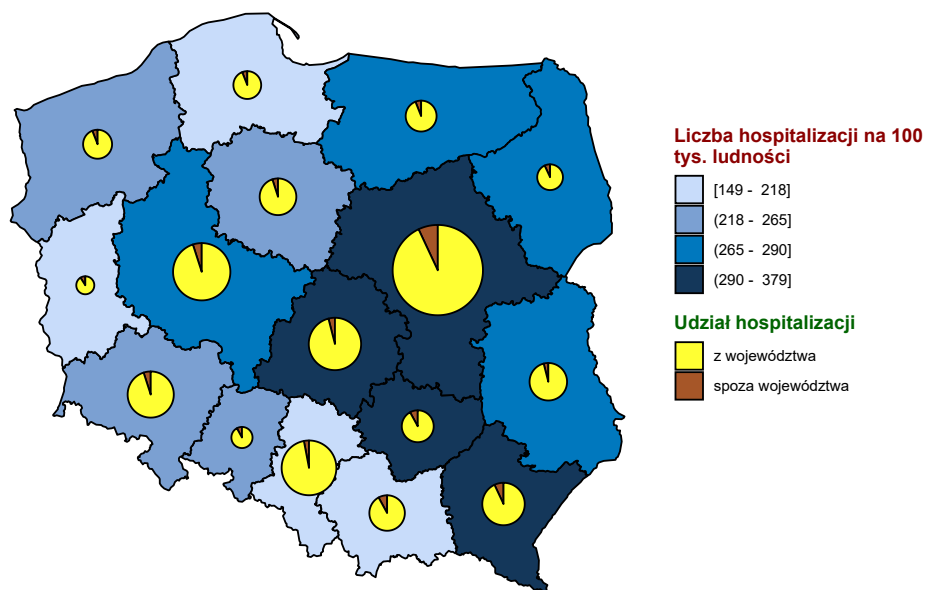 Liczba hospitalizacji na 100
tys. ludności
[149 - 218]
(218 - 265]
(265 - 290]
(290 - 379]
Udział hospitalizacji
z województwa
spoza województwa